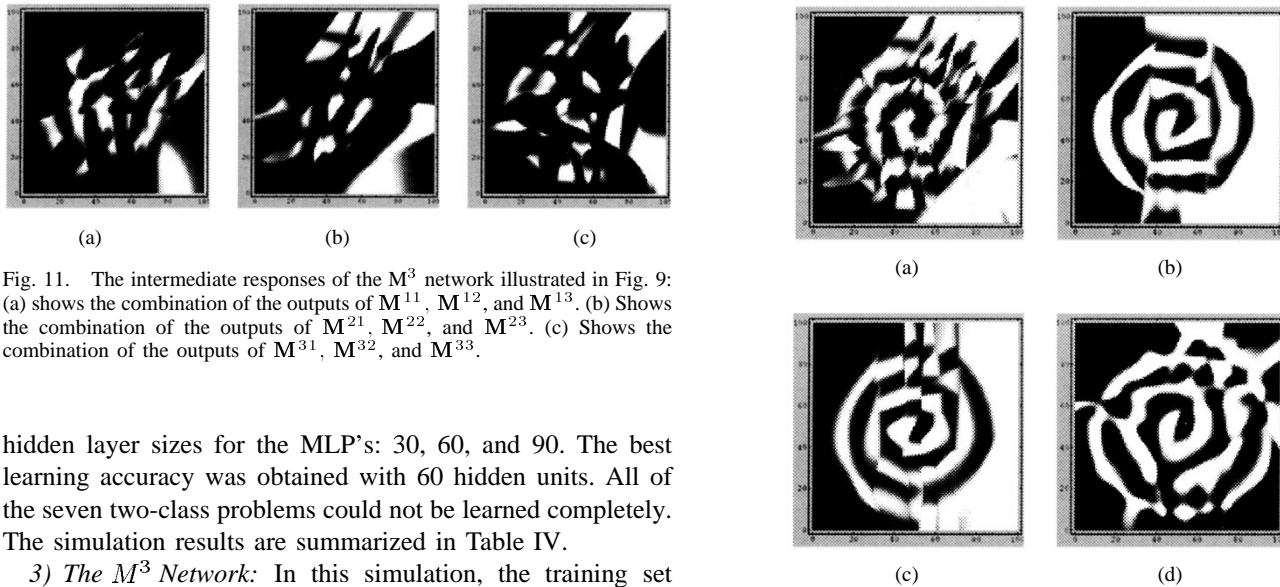 (a) (b) (c)
Fig. 11. The intermediate responses of the M³ network illustrated in Fig. 9:
(a) shows the combination of the outputs of M¹¹, M¹², and M¹³. (b) Shows
the combination of the outputs of M²¹, M²², and M²³. (c) Shows the
combination of the outputs of M³¹, M³², and M³³.
hidden layer sizes for the MLP's: 30, 60, and 90. The best
learning accuracy was obtained with 60 hidden units. All of
the seven two-class problems could not be learned completely.
The simulation results are summarized in Table IV.
3) The M³ Network: In this simulation, the training set
(a) (b)
(c) (d)